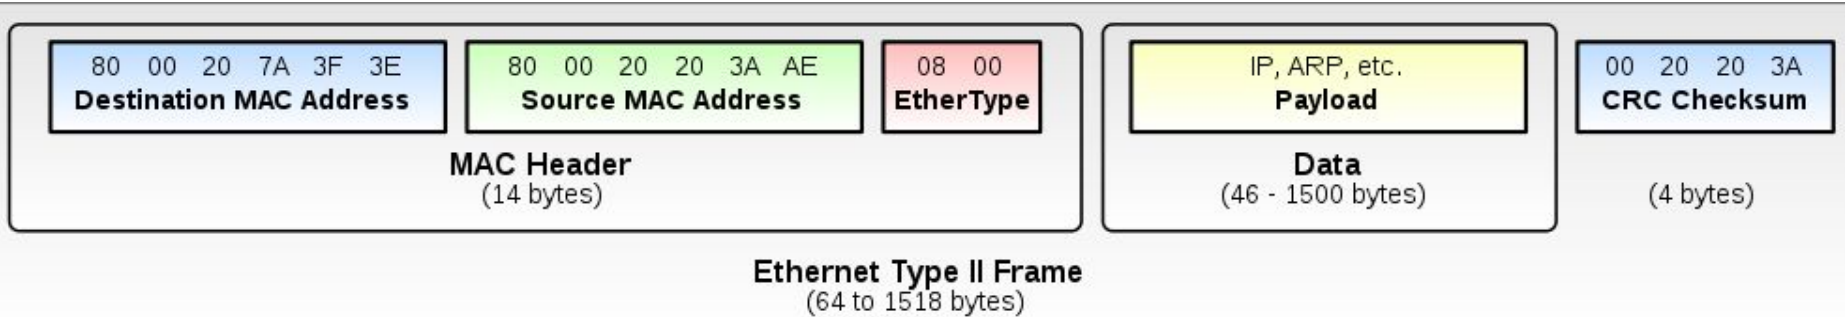 80 00 20 7A 3F 3E
Destination MAC Address
80 00 20 20 3A AE
Source MAC Address
08 00
EtherType
MAC Header
(14 bytes)
IP, ARP, etc.
Payload
Data
(46 - 1500 bytes)
00 20 20 3A
CRC Checksum
(4 bytes)
Ethernet Type II Frame
(64 to 1518 bytes)